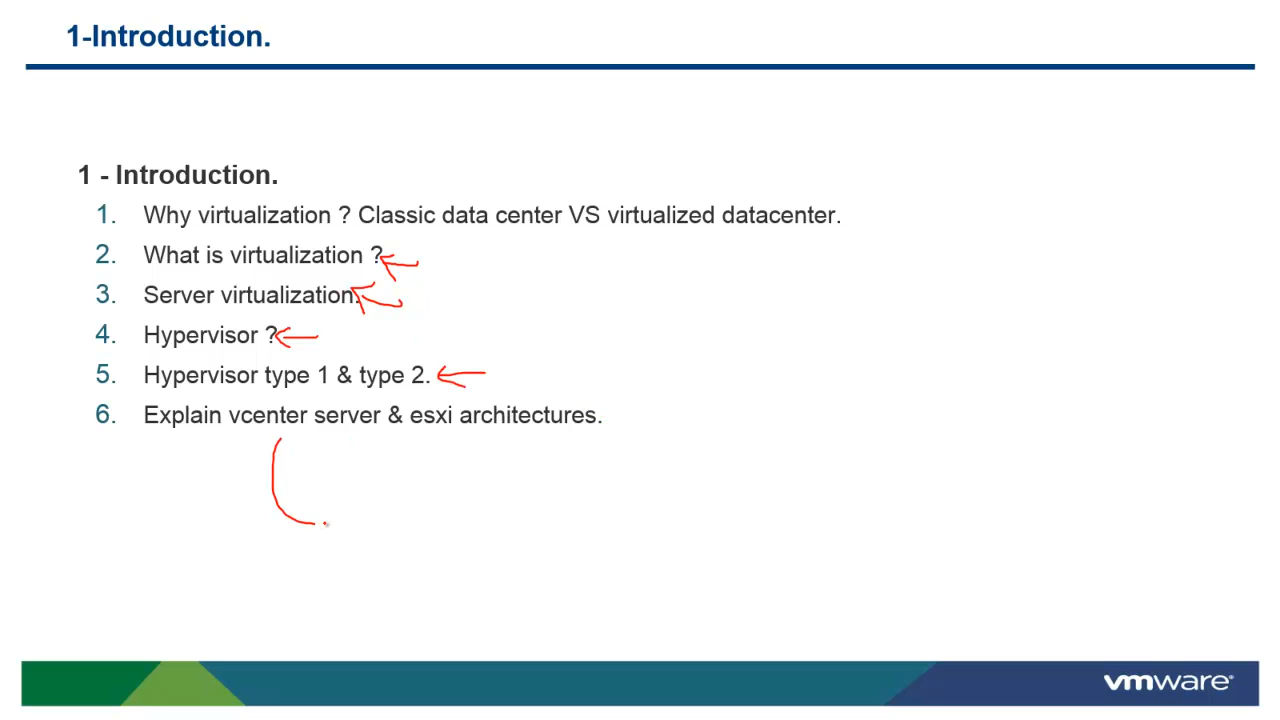 1-Introduction.
1 - Introduction.
1. Why virtualization ? Classic data center VS virtualized datacenter.
2. What is virtualization ?
3. Server virtualization.
4. Hypervisor ?
5. Hypervisor type 1 & type 2.
6. Explain vcenter server & esxi architectures.
vmware®